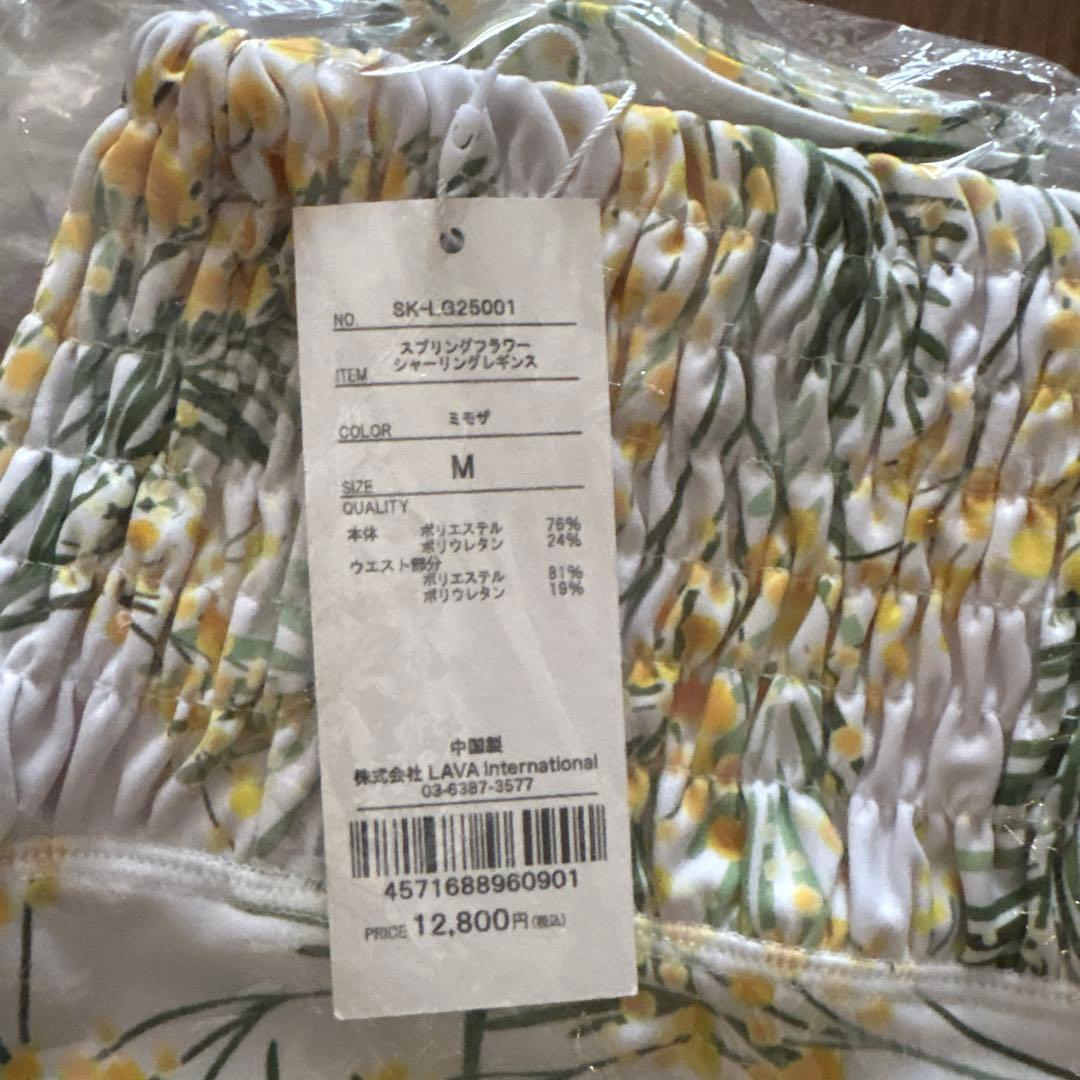 NO. SK-LG25001
スプリングフラワー
ITEM シャーリングレギンス
COLOR ミモザ
SIZE M
QUALITY
本体 ポリエステル 76%
ポリウレタン 24%
ウエスト部分
ポリエステル 81%
ポリウレタン 19%
中国製
株式会社 LAVA International
03-6387-3577
4571688960901
PRICE 12,800円(税込)